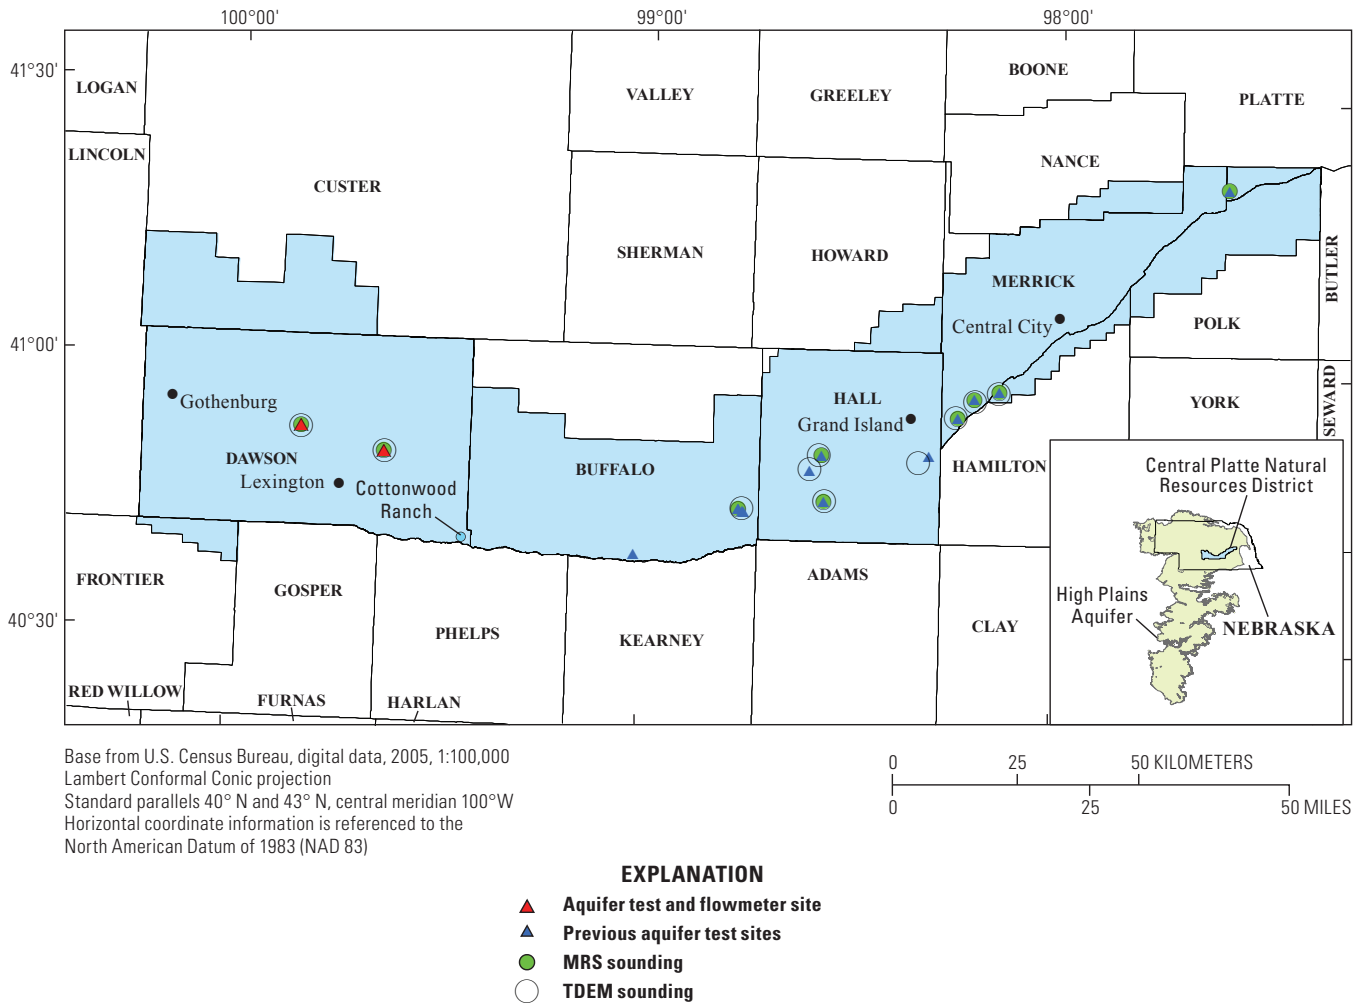 100°00'
99°00'
98°00'
41°30'
41°00'
40°30'
LOGAN
LINCOLN
CUSTER
VALLEY
GREELEY
BOONE
PLATTE
NANCE
SHERMAN
HOWARD
MERRICK
Central City
BUTLER
POLK
Gothenburg
DAWSON
Lexington
Cottonwood
Ranch
BUFFALO
HALL
Grand Island
HAMILTON
YORK
SEWARD
FRONTIER
GOSPER
PHELPS
KEARNEY
ADAMS
CLAY
RED WILLOW
FURNAS
HARLAN
Central Platte Natural
Resources District
High Plains
Aquifer
NEBRASKA
Base from U.S. Census Bureau, digital data, 2005, 1:100,000
Lambert Conformal Conic projection
Standard parallels 40° N and 43° N, central meridian 100°W
Horizontal coordinate information is referenced to the
North American Datum of 1983 (NAD 83)
0 25 50 KILOMETERS
0 25 50 MILES
EXPLANATION
Aquifer test and flowmeter site
Previous aquifer test sites
MRS sounding
TDEM sounding